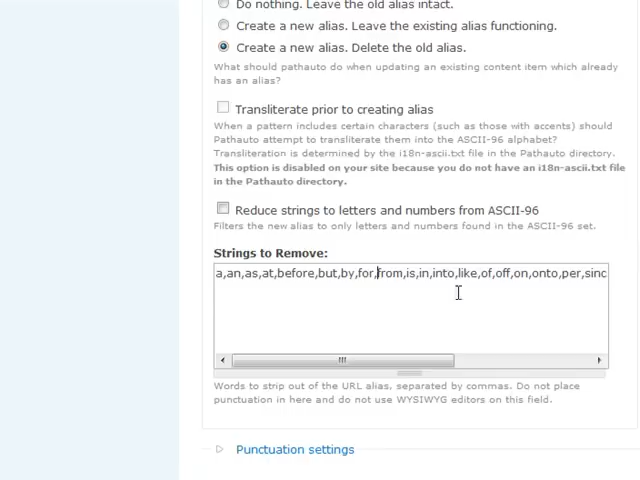 Do nothing. Leave the old alias intact.
Create a new alias. Leave the existing alias functioning.
Create a new alias. Delete the old alias.
What should pathauto do when updating an existing content item which already
has an alias?
Transliterate prior to creating alias
When a pattern includes certain characters (such as those with accents) should
Pathauto attempt to transliterate them into the ASCII-96 alphabet?
Transliteration is determined by the i18n-ascii.txt file in the Pathauto directory.
This option is disabled on your site because you do not have an i18n-ascii.txt file
in the Pathauto directory.
Reduce strings to letters and numbers from ASCII-96
Filters the new alias to only letters and numbers found in the ASCII-96 set.
Strings to Remove:
a,an,as,at,before,but,by,for,from,is,in,into,like,of,off,on,onto,per,sinc
Words to strip out of the URL alias, separated by commas. Do not place
punctuation in here and do not use WYSIWYG editors on this field.
Punctuation settings